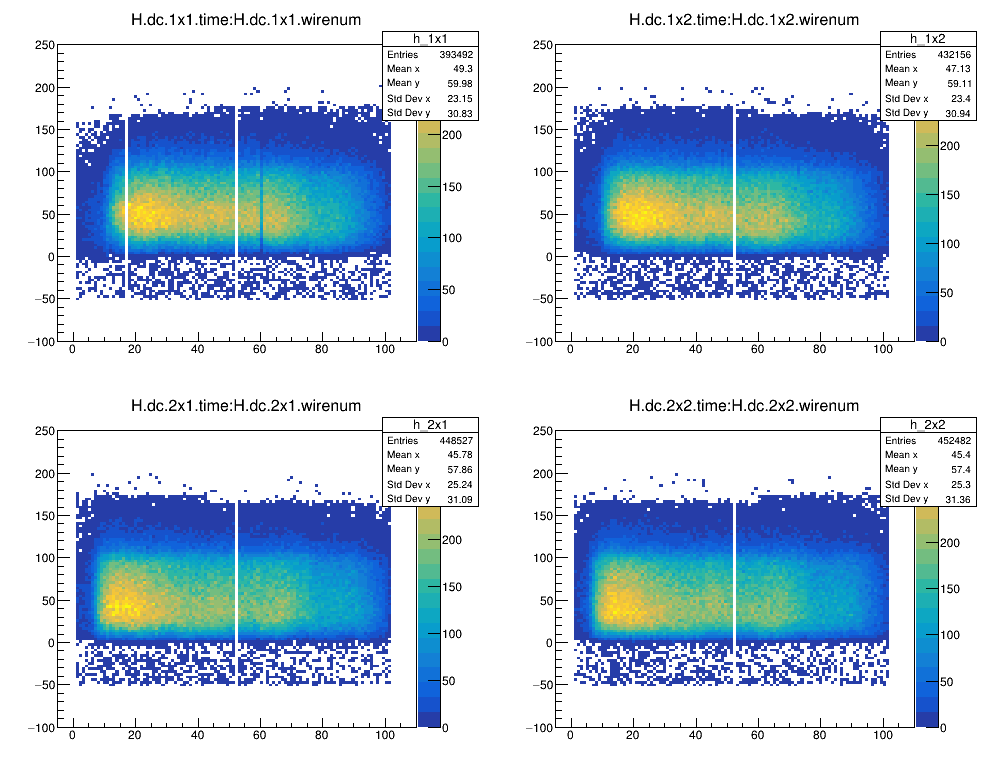 H.dc.1x1.time:H.dc.1x1.wirenum
h_1x1
Entries 393492
Mean x 49.3
Mean y 59.98
Std Dev x 23.15
Std Dev y 30.83
250
200
150
100
50
0
−50
−100
0 20 40 60 80 100
200
150
100
50
0
H.dc.1x2.time:H.dc.1x2.wirenum
h_1x2
Entries 432156
Mean x 47.13
Mean y 59.11
Std Dev x 23.4
Std Dev y 30.94
250
200
150
100
50
0
−50
−100
0 20 40 60 80 100
200
150
100
50
0
H.dc.2x1.time:H.dc.2x1.wirenum
h_2x1
Entries 448527
Mean x 45.78
Mean y 57.86
Std Dev x 25.24
Std Dev y 31.09
250
200
150
100
50
0
−50
−100
0 20 40 60 80 100
200
150
100
50
0
H.dc.2x2.time:H.dc.2x2.wirenum
h_2x2
Entries 452482
Mean x 45.4
Mean y 57.4
Std Dev x 25.3
Std Dev y 31.36
250
200
150
100
50
0
−50
−100
0 20 40 60 80 100
200
150
100
50
0